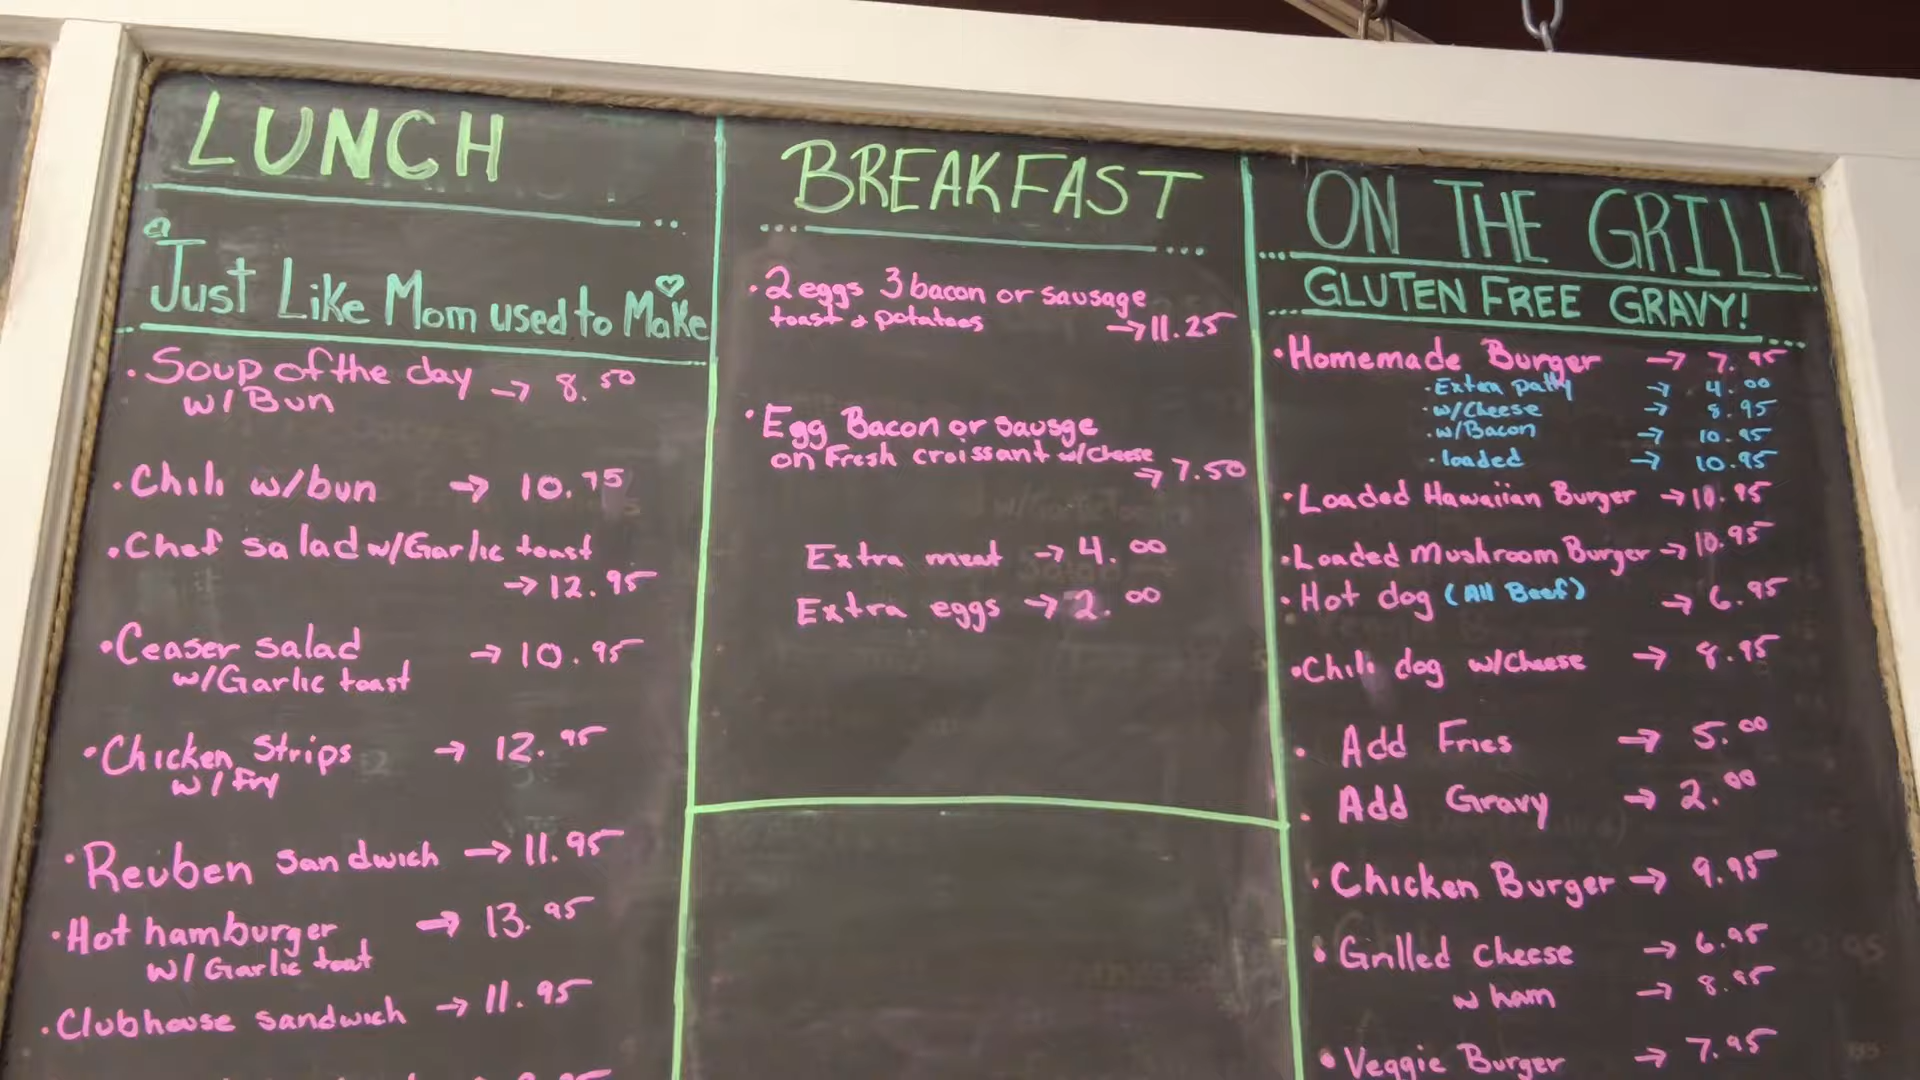 LUNCH
Just Like Mom used to Make
• Soup of the day → 8.50
w/ Bun
• Chili w/bun → 10.95
• Chef salad w/Garlic toast
→ 12.95
• Ceaser salad → 10.95
w/Garlic toast
• Chicken Strips → 12.95
w/ fry
• Reuben sandwich → 11.95
• Hot hamburger → 13.95
w/ Garlic toat
• Clubhouse sandwich → 11.95
BREAKFAST
• 2 eggs 3 bacon or sausage
toast & potatoes → 11.25
• Egg Bacon or Sausge
on Fresh croissant w/cheese
→ 7.50
Extra meat → 4.00
Extra eggs → 2.00
ON THE GRILL
GLUTEN FREE GRAVY!
• Homemade Burger → 7.95
• Extra patty → 4.00
• w/Cheese → 8.95
• w/Bacon → 10.95
• loaded → 10.95
• Loaded Hawaiian Burger → 10.95
• Loaded Mushroom Burger → 10.95
• Hot dog (All Beef) → 6.95
• Chili dog w/Cheese → 8.95
• Add Fries → 5.00
• Add Gravy → 2.00
• Chicken Burger → 9.95
• Grilled cheese → 6.95
w ham → 8.95
• Veggie Burger → 7.95